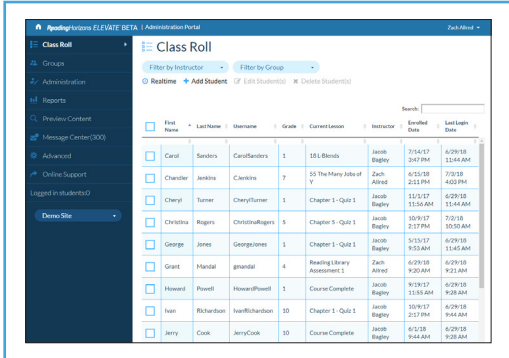 ReadingHorizons ELEVATE BETA | Administration Portal
Zach Allred
Class Roll
Groups
Administration
Reports
Preview Content
Message Center(300)
Advanced
Online Support
Logged in students:0
Demo Site
Class Roll
Filter by Instructor
Filter by Group
Realtime + Add Student Edit Student(s) Delete Student(s)
Search:
First Name Last Name Username Grade Current Lesson Instructor Enrolled Date Last Login Date
Carol Sanders CarolSanders 1 18 L-Blends Jacob Bagley 7/14/17 2:47 PM 6/29/18 11:44 AM
Chandler Jenkins CJenkins 7 55 The Many Jobs of Y Zach Allred 6/15/18 2:11 PM 7/3/18 4:03 PM
Cheryl Turner CherylTurner 1 Chapter 1 - Quiz 1 Jacob Bagley 11/1/17 11:56 AM 6/29/18 11:44 AM
Christina Rogers ChristinaRogers 5 Chapter 5 - Quiz 1 Jacob Bagley 10/9/17 2:17 PM 7/2/18 10:50 AM
George Jones GeorgeJones 1 Chapter 1 - Quiz 1 Jacob Bagley 5/15/17 9:53 AM 6/29/18 11:45 AM
Grant Mandal gmandal 4 Reading Library Assessment 1 Zach Allred 6/29/18 9:20 AM 6/29/18 9:21 AM
Howard Powell HowardPowell 1 Course Complete Jacob Bagley 9/19/17 11:55 AM 6/29/18 9:28 AM
Ivan Richardson IvanRichardson 10 Chapter 1 - Quiz 1 Jacob Bagley 10/9/17 2:17 PM 6/29/18 9:44 AM
Jerry Cook JerryCook 10 Course Complete Jacob Bagley 6/1/18 9:44 AM 6/29/18 9:28 AM